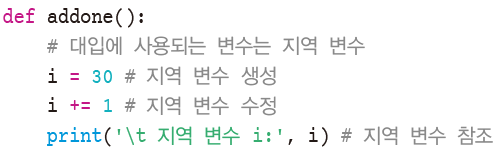 def addone():
    # 대입에 사용되는 변수는 지역 변수
    i = 30 # 지역 변수 생성
    i += 1 # 지역 변수 수정
    print('\t 지역 변수 i:', i) # 지역 변수 참조